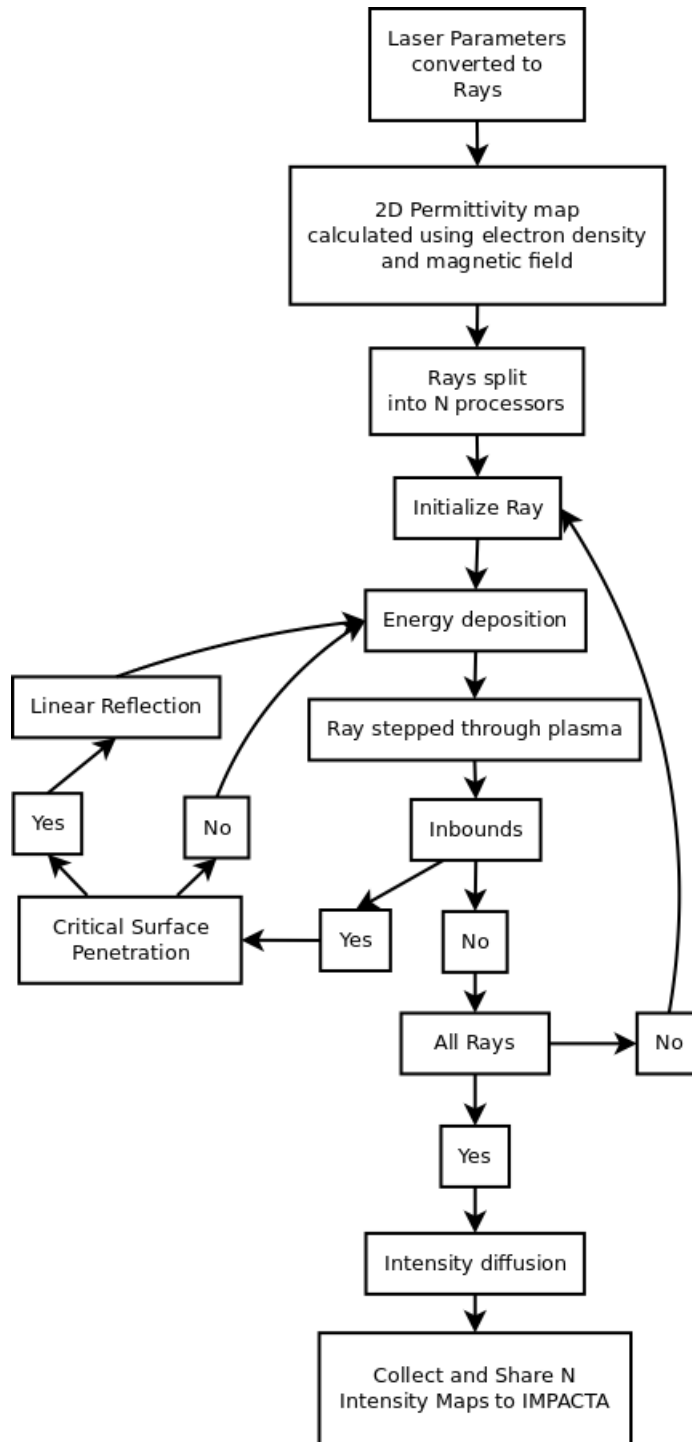 Laser Parameters
converted to
Rays
2D Permittivity map
calculated using electron density
and magnetic field
Rays split
into N processors
Initialize Ray
Energy deposition
Linear Reflection
Ray stepped through plasma
Yes
No
Inbounds
Critical Surface
Penetration
Yes
No
All Rays
No
Yes
Intensity diffusion
Collect and Share N
Intensity Maps to IMPACTA